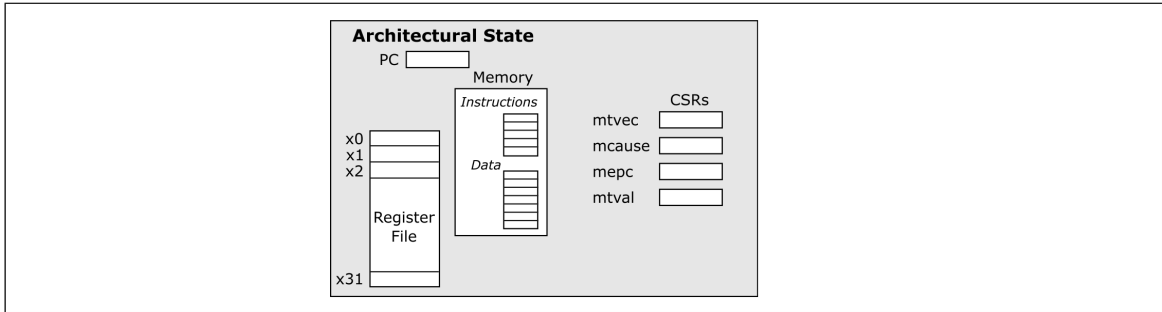 Architectural State
PC
Memory
Instructions
Data
x0
x1
x2
Register
File
x31
CSRs
mtvec
mcause
mepc
mtval